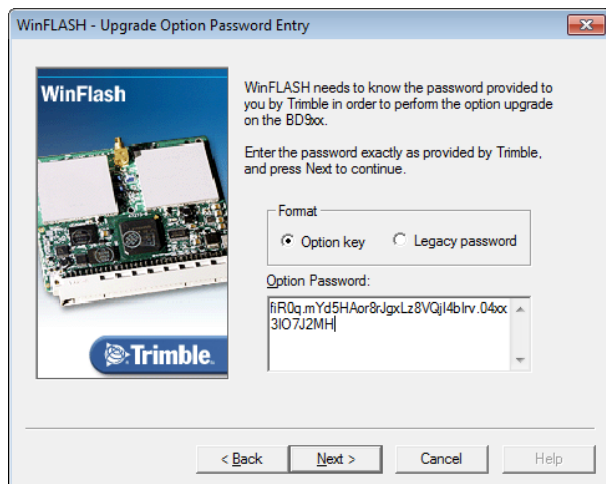 WinFLASH - Upgrade Option Password Entry
WinFlash
WinFLASH needs to know the password provided to
you by Trimble in order to perform the option upgrade
on the BD9xx.
Enter the password exactly as provided by Trimble,
and press Next to continue.
Format
Option key
Legacy password
Option Password:
fiR0q.mYd5HAor8rJgxLz8VQjI4bIrv.04xx
3IO7J2MH
Trimble.
< Back
Next >
Cancel
Help